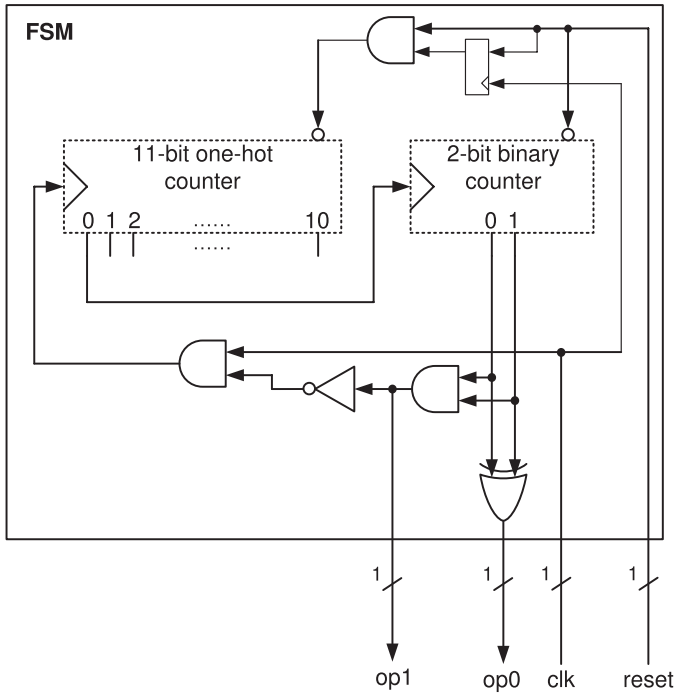 FSM
11-bit one-hot
counter
2-bit binary
counter
0 1 2 ...... 10
......
0 1
1 1 1 1
op1 op0 clk reset